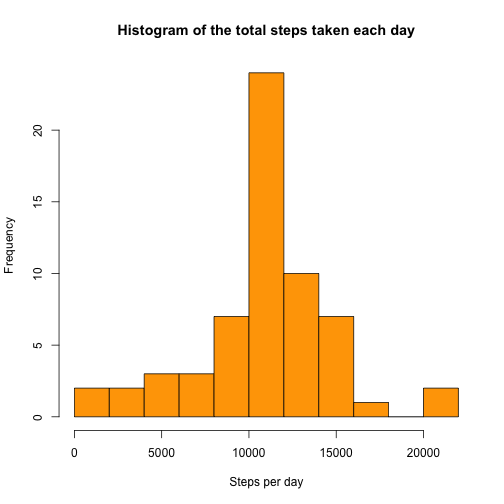 Histogram of the total steps taken each day
Frequency
20
15
10
5
0
0 5000 10000 15000 20000
Steps per day